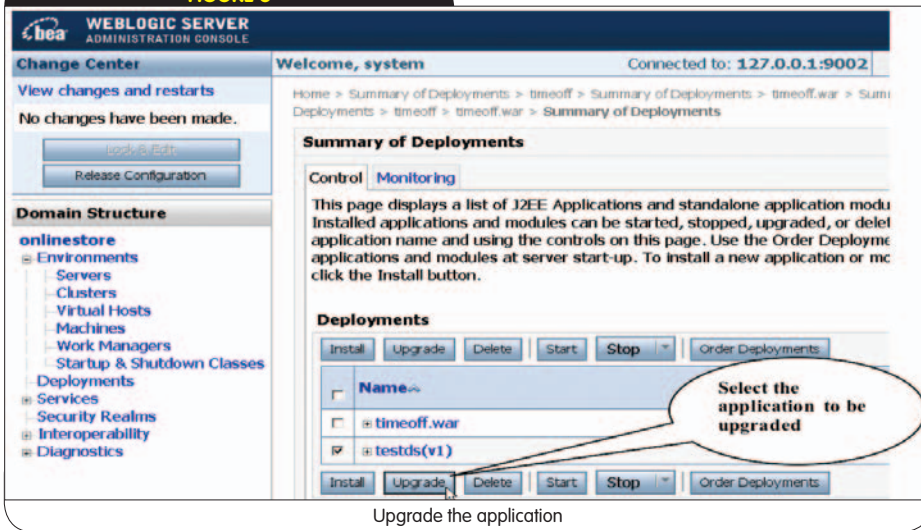 FIGURE
bea WEBLOGIC SERVER
ADMINISTRATION CONSOLE
Change Center
View changes and restarts
No changes have been made.
Lock & Edit
Release Configuration
Domain Structure
onlinestore
Environments
Servers
Clusters
Virtual Hosts
Machines
Work Managers
Startup & Shutdown Classes
Deployments
Services
Security Realms
Interoperability
Diagnostics
Welcome, system Connected to: 127.0.0.1:9002
Home > Summary of Deployments > timeoff > Summary of Deployments > timeoff.war > Sum
Deployments > timeoff > timeoff.war > Summary of Deployments
Summary of Deployments
Control Monitoring
This page displays a list of J2EE Applications and standalone application modu
Installed applications and modules can be started, stopped, upgraded, or delet
application name and using the controls on this page. Use the Order Deployme
applications and modules at server start-up. To install a new application or mo
click the Install button.
Deployments
Install Upgrade Delete Start Stop Order Deployments
Name
timeoff.war
testds(v1)
Install Upgrade Delete Start Stop Order Deployments
Select the
application to be
upgraded
Upgrade the application